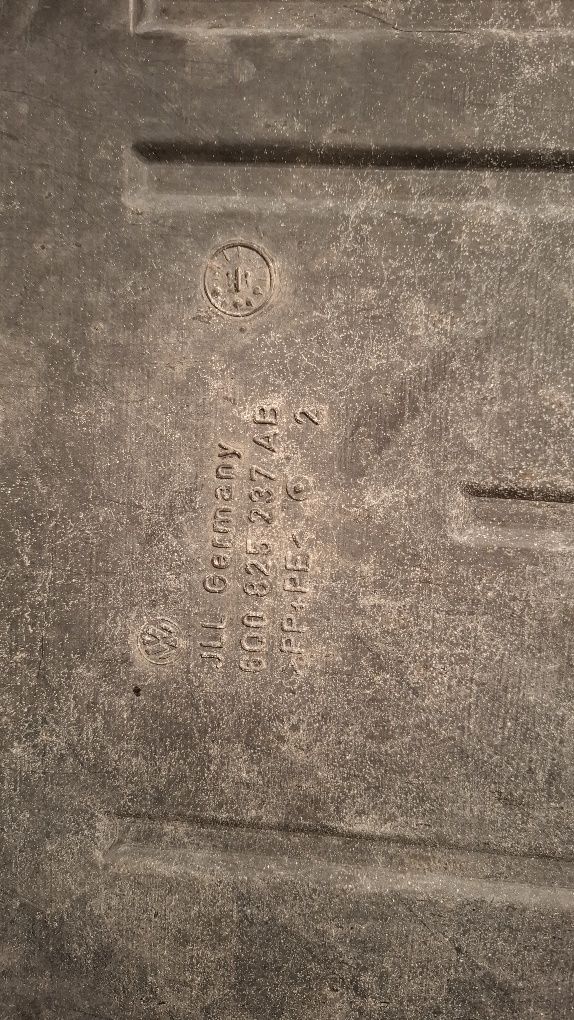 JLL Germany
6Q0 825 237 AB
>PP+PE<
2